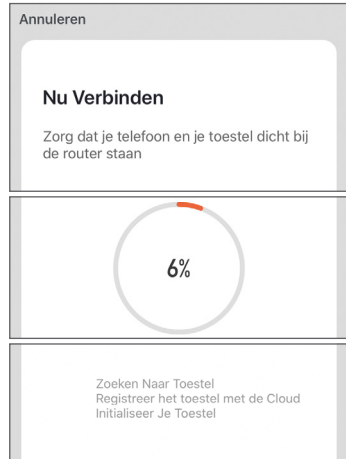 Annuleren
Nu Verbinden
Zorg dat je telefoon en je toestel dicht bij
de router staan
6%
Zoeken Naar Toestel
Registreer het toestel met de Cloud
Initialiseer Je Toestel